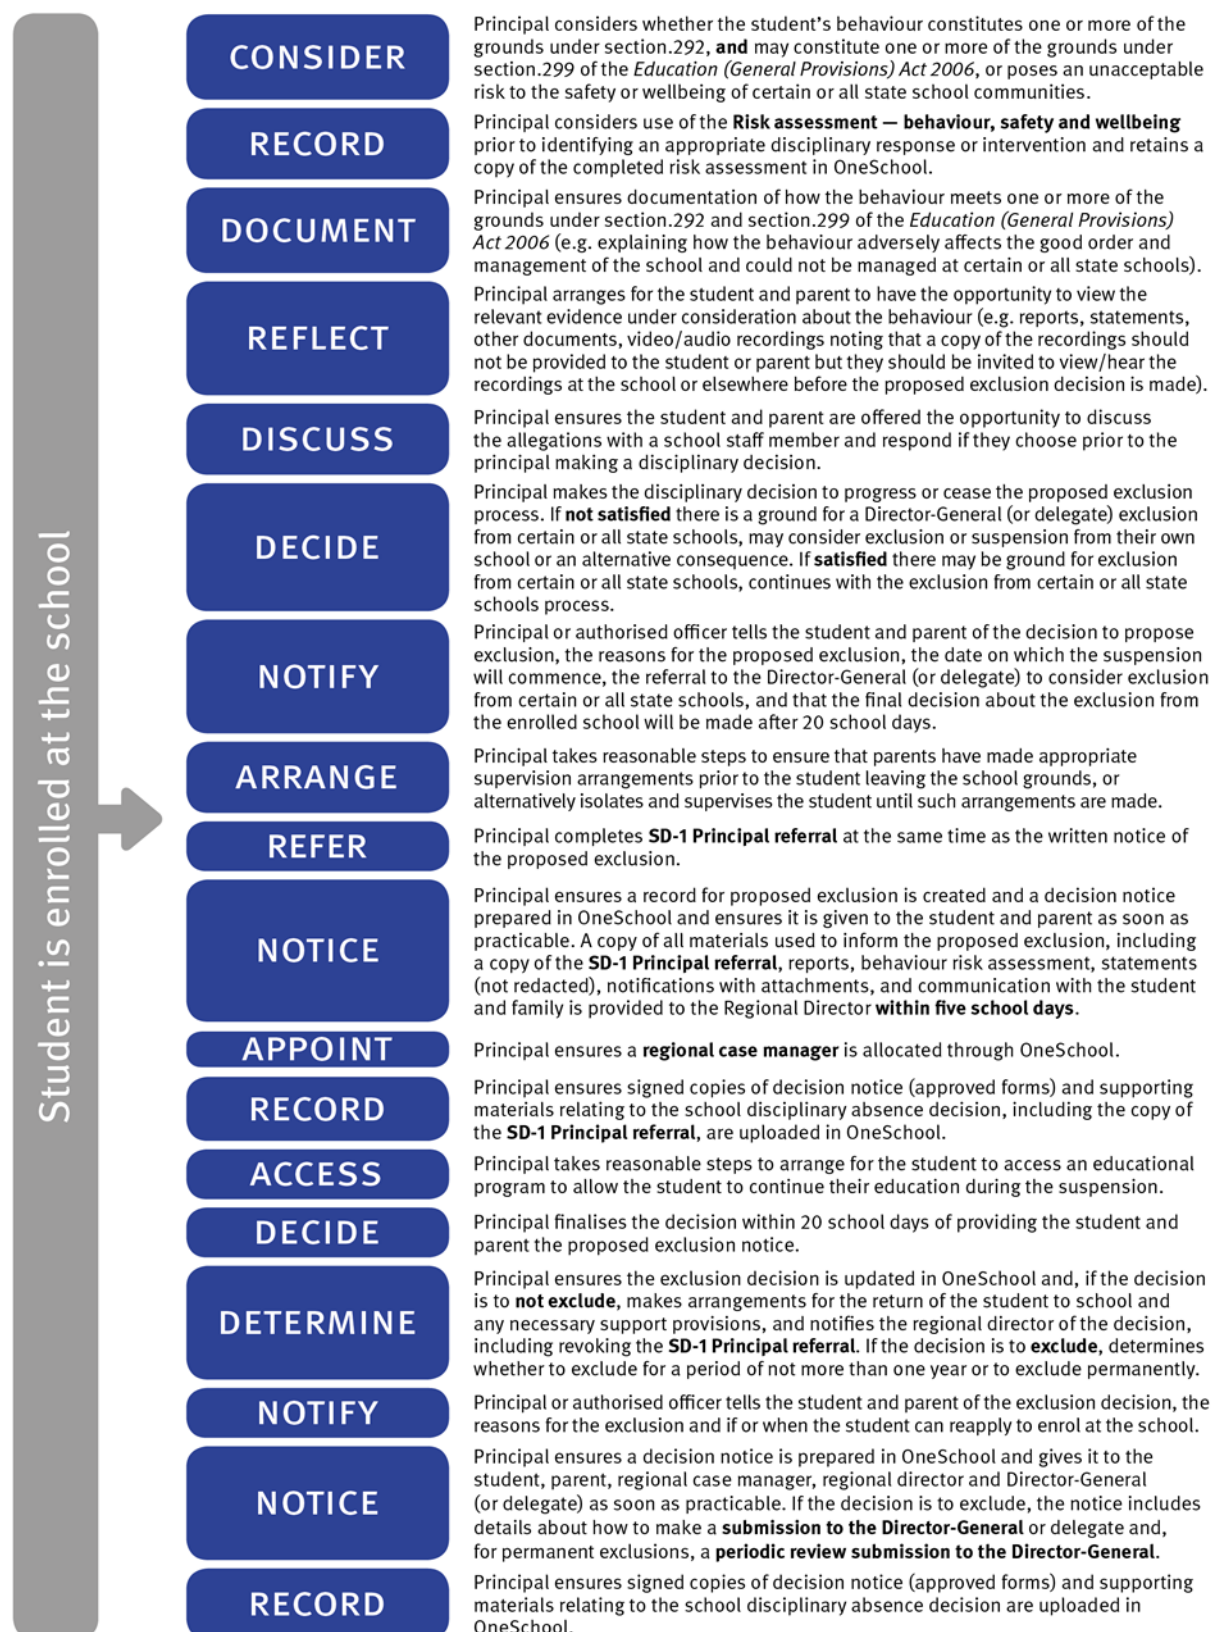 Student is enrolled at the school
CONSIDER
Principal considers whether the student's behaviour constitutes one or more of the
grounds under section.292, and may constitute one or more of the grounds under
section.299 of the Education (General Provisions) Act 2006, or poses an unacceptable
risk to the safety or wellbeing of certain or all state school communities.
RECORD
Principal considers use of the Risk assessment — behaviour, safety and wellbeing
prior to identifying an appropriate disciplinary response or intervention and retains a
copy of the completed risk assessment in OneSchool.
DOCUMENT
Principal ensures documentation of how the behaviour meets one or more of the
grounds under section.292 and section.299 of the Education (General Provisions)
Act 2006 (e.g. explaining how the behaviour adversely affects the good order and
management of the school and could not be managed at certain or all state schools).
REFLECT
Principal arranges for the student and parent to have the opportunity to view the
relevant evidence under consideration about the behaviour (e.g. reports, statements,
other documents, video/audio recordings noting that a copy of the recordings should
not be provided to the student or parent but they should be invited to view/hear the
recordings at the school or elsewhere before the proposed exclusion decision is made).
DISCUSS
Principal ensures the student and parent are offered the opportunity to discuss
the allegations with a school staff member and respond if they choose prior to the
principal making a disciplinary decision.
DECIDE
Principal makes the disciplinary decision to progress or cease the proposed exclusion
process. If not satisfied there is a ground for a Director-General (or delegate) exclusion
from certain or all state schools, may consider exclusion or suspension from their own
school or an alternative consequence. If satisfied there may be ground for exclusion
from certain or all state schools, continues with the exclusion from certain or all state
schools process.
NOTIFY
Principal or authorised officer tells the student and parent of the decision to propose
exclusion, the reasons for the proposed exclusion, the date on which the suspension
will commence, the referral to the Director-General (or delegate) to consider exclusion
from certain or all state schools, and that the final decision about the exclusion from
the enrolled school will be made after 20 school days.
ARRANGE
Principal takes reasonable steps to ensure that parents have made appropriate
supervision arrangements prior to the student leaving the school grounds, or
alternatively isolates and supervises the student until such arrangements are made.
REFER
Principal completes SD-1 Principal referral at the same time as the written notice of
the proposed exclusion.
NOTICE
Principal ensures a record for proposed exclusion is created and a decision notice
prepared in OneSchool and ensures it is given to the student and parent as soon as
practicable. A copy of all materials used to inform the proposed exclusion, including
a copy of the SD-1 Principal referral, reports, behaviour risk assessment, statements
(not redacted), notifications with attachments, and communication with the student
and family is provided to the Regional Director within five school days.
APPOINT
Principal ensures a regional case manager is allocated through OneSchool.
RECORD
Principal ensures signed copies of decision notice (approved forms) and supporting
materials relating to the school disciplinary absence decision, including the copy of
the SD-1 Principal referral, are uploaded in OneSchool.
ACCESS
Principal takes reasonable steps to arrange for the student to access an educational
program to allow the student to continue their education during the suspension.
DECIDE
Principal finalises the decision within 20 school days of providing the student and
parent the proposed exclusion notice.
DETERMINE
Principal ensures the exclusion decision is updated in OneSchool and, if the decision
is to not exclude, makes arrangements for the return of the student to school and
any necessary support provisions, and notifies the regional director of the decision,
including revoking the SD-1 Principal referral. If the decision is to exclude, determines
whether to exclude for a period of not more than one year or to exclude permanently.
NOTIFY
Principal or authorised officer tells the student and parent of the exclusion decision, the
reasons for the exclusion and if or when the student can reapply to enrol at the school.
NOTICE
Principal ensures a decision notice is prepared in OneSchool and gives it to the
student, parent, regional case manager, regional director and Director-General
(or delegate) as soon as practicable. If the decision is to exclude, the notice includes
details about how to make a submission to the Director-General or delegate and,
for permanent exclusions, a periodic review submission to the Director-General.
RECORD
Principal ensures signed copies of decision notice (approved forms) and supporting
materials relating to the school disciplinary absence decision are uploaded in
OneSchool.